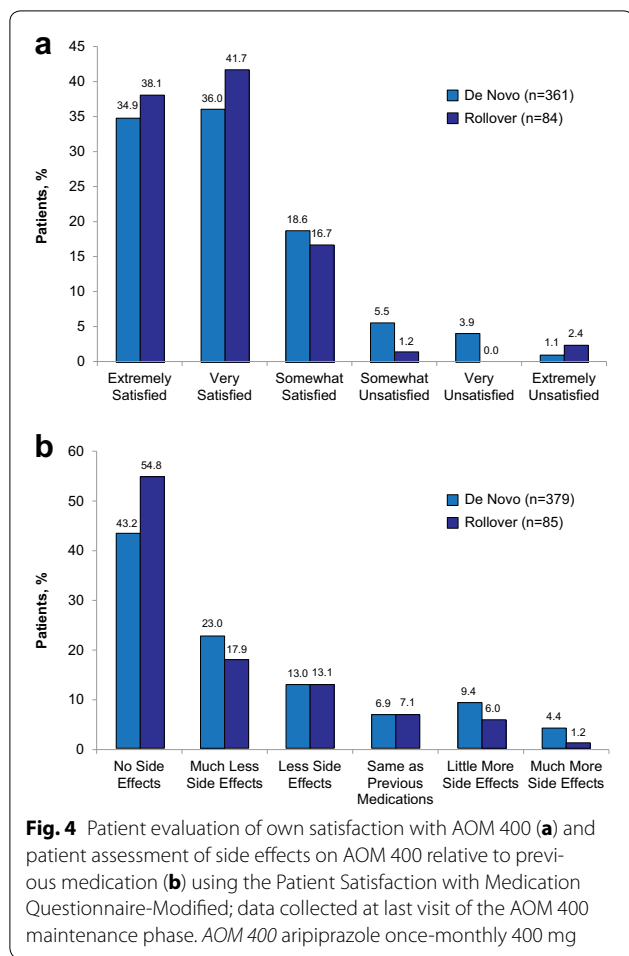 a
45
40
35
30
25
20
15
10
5
0
Patients, %
34.9
38.1
36.0
41.7
18.6
16.7
5.5
1.2
3.9
0.0
1.1
2.4
De Novo (n=361)
Rollover (n=84)
Extremely Satisfied
Very Satisfied
Somewhat Satisfied
Somewhat Unsatisfied
Very Unsatisfied
Extremely Unsatisfied
b
60
50
40
30
20
10
0
Patients, %
43.2
54.8
23.0
17.9
13.0
13.1
6.9
7.1
9.4
6.0
4.4
1.2
De Novo (n=379)
Rollover (n=85)
No Side Effects
Much Less Side Effects
Less Side Effects
Same as Previous Medications
Little More Side Effects
Much More Side Effects
Fig. 4 Patient evaluation of own satisfaction with AOM 400 (a) and
patient assessment of side effects on AOM 400 relative to previ-
ous medication (b) using the Patient Satisfaction with Medication
Questionnaire-Modified; data collected at last visit of the AOM 400
maintenance phase. AOM 400 aripiprazole once-monthly 400 mg